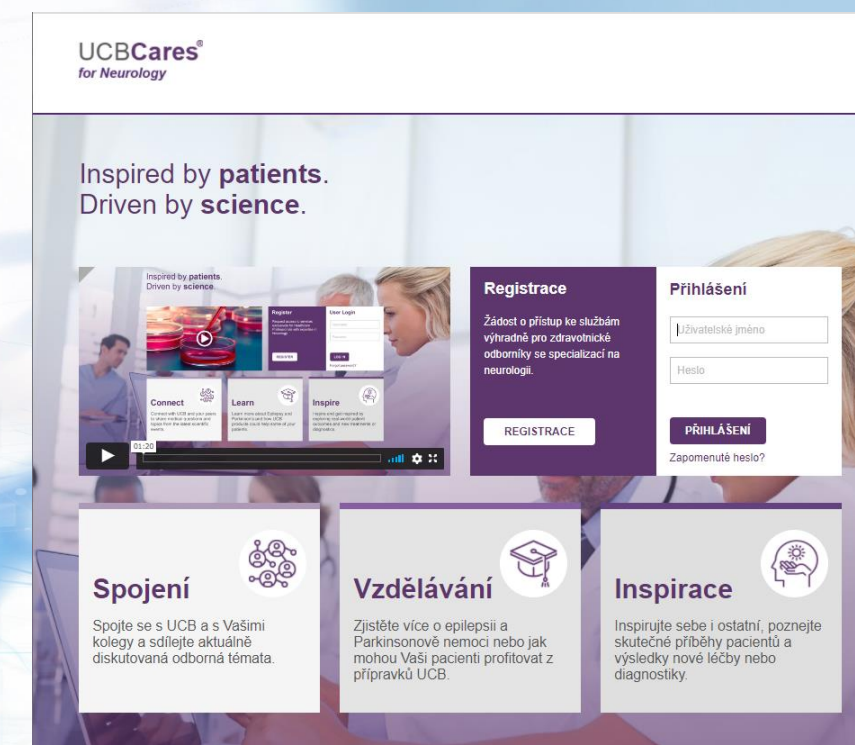 UCBCares®
for Neurology
Inspired by patients.
Driven by science.
Inspired by patients.
Driven by science.
Register
User Login
REGISTER
Connect
Learn
Inspire
01:20
Registrace
Žádost o přístup ke službám
výhradně pro zdravotnické
odborníky se specializací na
neurologii.
REGISTRACE
Přihlášení
Uživatelské jméno
Heslo
PŘIHLÁŠENÍ
Zapomenuté heslo?
Spojení
Spojte se s UCB a s Vašimi
kolegy a sdílejte aktuálně
diskutovaná odborná témata.
Vzdělávání
Zjistěte více o epilepsii a
Parkinsonově nemoci nebo jak
mohou Vaši pacienti profitovat z
přípravků UCB.
Inspirace
Inspirujte sebe i ostatní, poznejte
skutečné příběhy pacientů a
výsledky nové léčby nebo
diagnostiky.